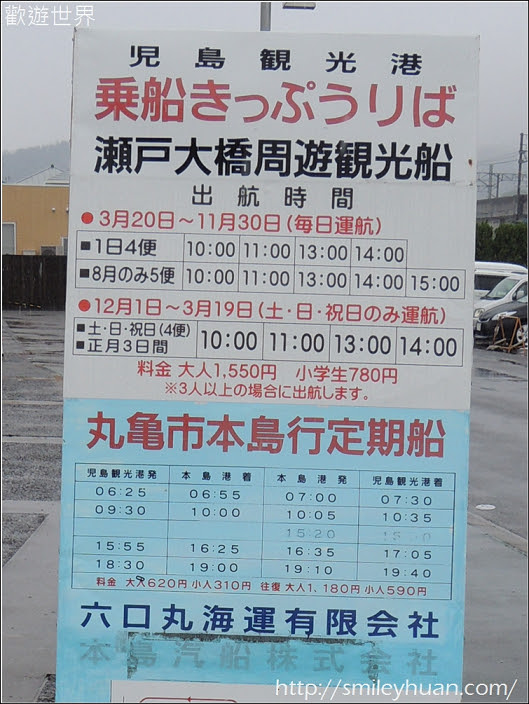 歡遊世界
児島観光港
乗船きっぷうりば
瀬戸大橋周遊観光船
出航時間
●3月20日〜11月30日(毎日運航)
■1日4便 10:00 11:00 13:00 14:00
■8月のみ5便 10:00 11:00 13:00 14:00 15:00
●12月1日〜3月19日(土・日・祝日のみ運航)
■土・日・祝日(4便)
■正月3日間 10:00 11:00 13:00 14:00
料金 大人1,550円 小学生780円
※3人以上の場合に出航します。
丸亀市本島行定期船
児島観光港発 本島港着 本島港発 児島観光港着
06:25 06:55 07:00 07:30
09:30 10:00 10:05 10:35
15:20
15:55 16:25 16:35 17:05
18:30 19:00 19:10 19:40
料金 大人620円 小人310円 往復 大人1,180円 小人590円
六口丸海運有限会社
本島汽船株式会社
http://smileyhuan.com/